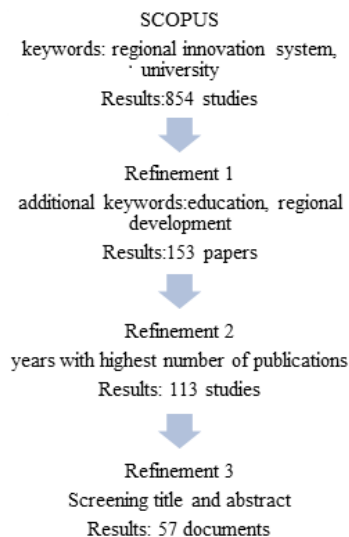 SCOPUS
keywords: regional innovation system,
university
Results:854 studies
Refinement 1
additional keywords:education, regional
development
Results:153 papers
Refinement 2
years with highest number of publications
Results: 113 studies
Refinement 3
Screening title and abstract
Results: 57 documents